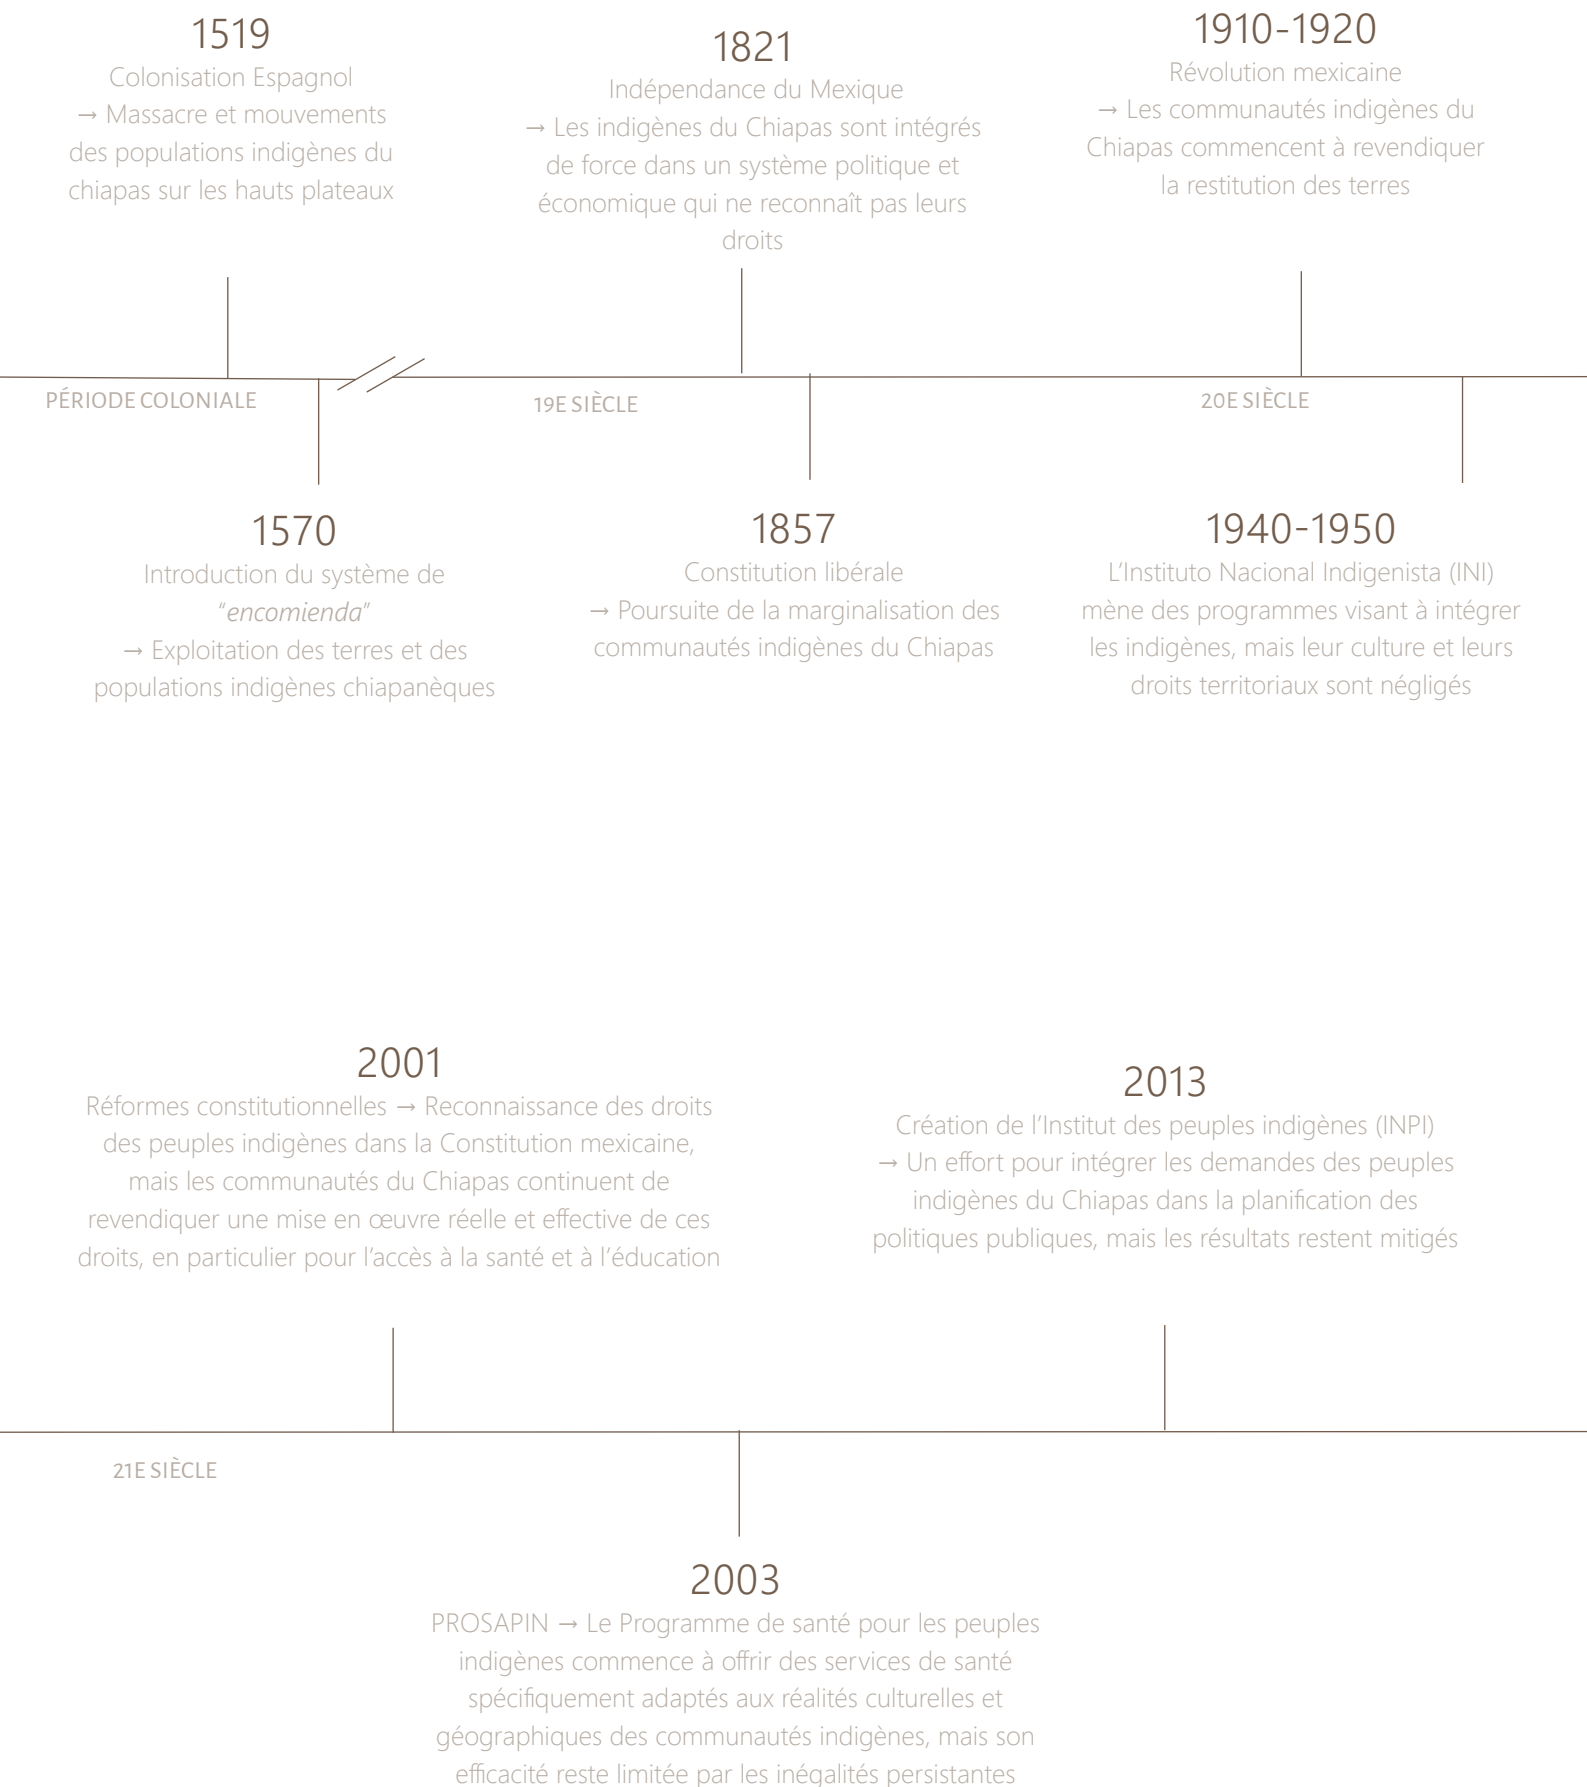 1519
Colonisation Espagnol
→ Massacre et mouvements
des populations indigènes du
chiapas sur les hauts plateaux
1821
Indépendance du Mexique
→ Les indigènes du Chiapas sont intégrés
de force dans un système politique et
économique qui ne reconnaît pas leurs
droits
1910-1920
Révolution mexicaine
→ Les communautés indigènes du
Chiapas commencent à revendiquer
la restitution des terres
PÉRIODE COLONIALE
19E SIÈCLE
20E SIÈCLE
1570
Introduction du système de
"encomienda"
→ Exploitation des terres et des
populations indigènes chiapanèques
1857
Constitution libérale
→ Poursuite de la marginalisation des
communautés indigènes du Chiapas
1940-1950
L'Instituto Nacional Indigenista (INI)
mène des programmes visant à intégrer
les indigènes, mais leur culture et leurs
droits territoriaux sont négligés
2001
Réformes constitutionnelles → Reconnaissance des droits
des peuples indigènes dans la Constitution mexicaine,
mais les communautés du Chiapas continuent de
revendiquer une mise en œuvre réelle et effective de ces
droits, en particulier pour l'accès à la santé et à l'éducation
2013
Création de l'Institut des peuples indigènes (INPI)
→ Un effort pour intégrer les demandes des peuples
indigènes du Chiapas dans la planification des
politiques publiques, mais les résultats restent mitigés
21E SIÈCLE
2003
PROSAPIN → Le Programme de santé pour les peuples
indigènes commence à offrir des services de santé
spécifiquement adaptés aux réalités culturelles et
géographiques des communautés indigènes, mais son
efficacité reste limitée par les inégalités persistantes